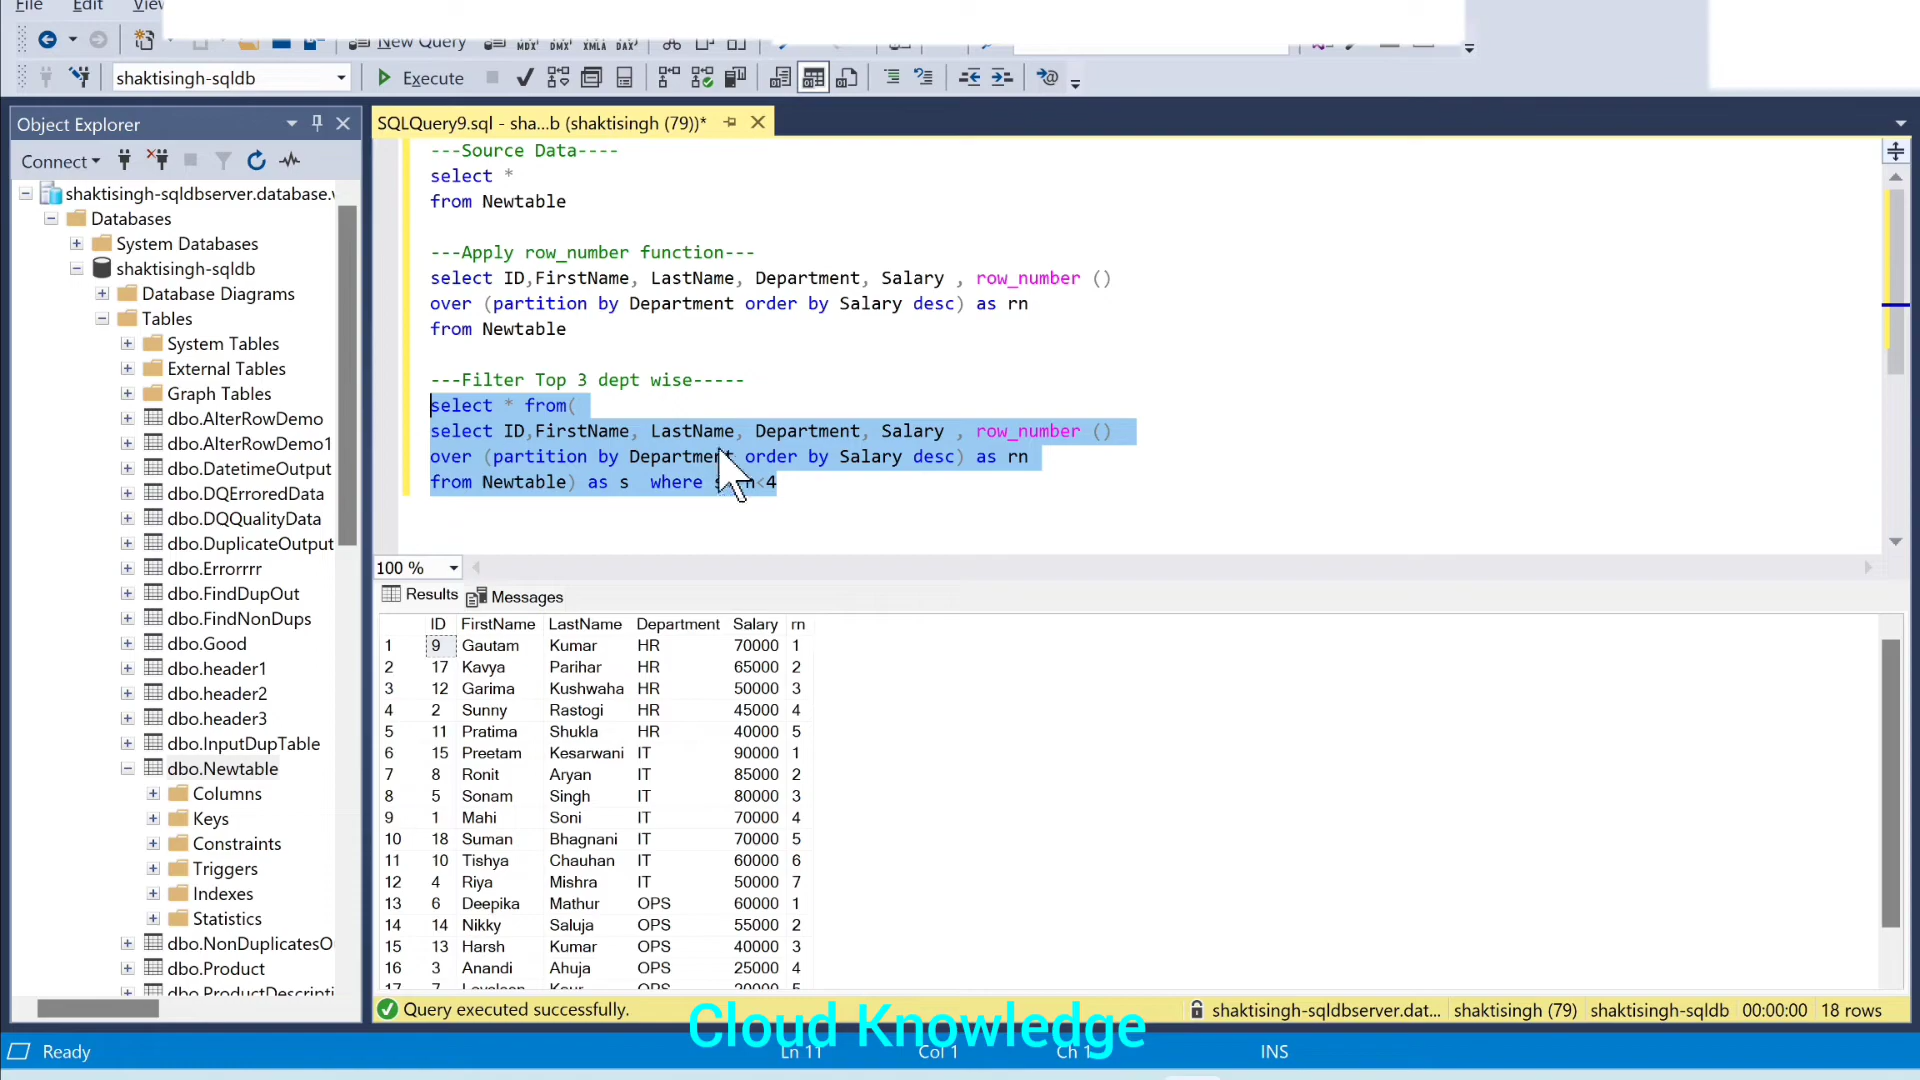 File Edit View
New Query MDX DMX XMLA DAX
shaktisingh-sqldb Execute
Object Explorer
Connect
shaktisingh-sqldbserver.database.
Databases
System Databases
shaktisingh-sqldb
Database Diagrams
Tables
System Tables
External Tables
Graph Tables
dbo.AlterRowDemo
dbo.AlterRowDemo1
dbo.DatetimeOutput
dbo.DQErroredData
dbo.DQQualityData
dbo.DuplicateOutput
dbo.Errorrrr
dbo.FindDupOut
dbo.FindNonDups
dbo.Good
dbo.header1
dbo.header2
dbo.header3
dbo.InputDupTable
dbo.Newtable
Columns
Keys
Constraints
Triggers
Indexes
Statistics
dbo.NonDuplicatesO
dbo.Product
dbo.ProductDescripti
SQLQuery9.sql - sha...b (shaktisingh (79))*
---Source Data----
select *
from Newtable
---Apply row_number function---
select ID,FirstName, LastName, Department, Salary , row_number ()
over (partition by Department order by Salary desc) as rn
from Newtable
---Filter Top 3 dept wise-----
select * from(
select ID,FirstName, LastName, Department, Salary , row_number ()
over (partition by Department order by Salary desc) as rn
from Newtable) as s where <4
100 %
Results Messages
ID FirstName LastName Department Salary rn
1 9 Gautam Kumar HR 70000 1
2 17 Kavya Parihar HR 65000 2
3 12 Garima Kushwaha HR 50000 3
4 2 Sunny Rastogi HR 45000 4
5 11 Pratima Shukla HR 40000 5
6 15 Preetam Kesarwani IT 90000 1
7 8 Ronit Aryan IT 85000 2
8 5 Sonam Singh IT 80000 3
9 1 Mahi Soni IT 70000 4
10 18 Suman Bhagnani IT 70000 5
11 10 Tishya Chauhan IT 60000 6
12 4 Riya Mishra IT 50000 7
13 6 Deepika Mathur OPS 60000 1
14 14 Nikky Saluja OPS 55000 2
15 13 Harsh Kumar OPS 40000 3
16 3 Anandi Ahuja OPS 25000 4
17 7 Kaur OPS 5
Query executed successfully. shaktisingh-sqldbserver.dat... shaktisingh (79) shaktisingh-sqldb 00:00:00 18 rows
Cloud Knowledge
Ready Ln 11 Col 1 Ch 1 INS